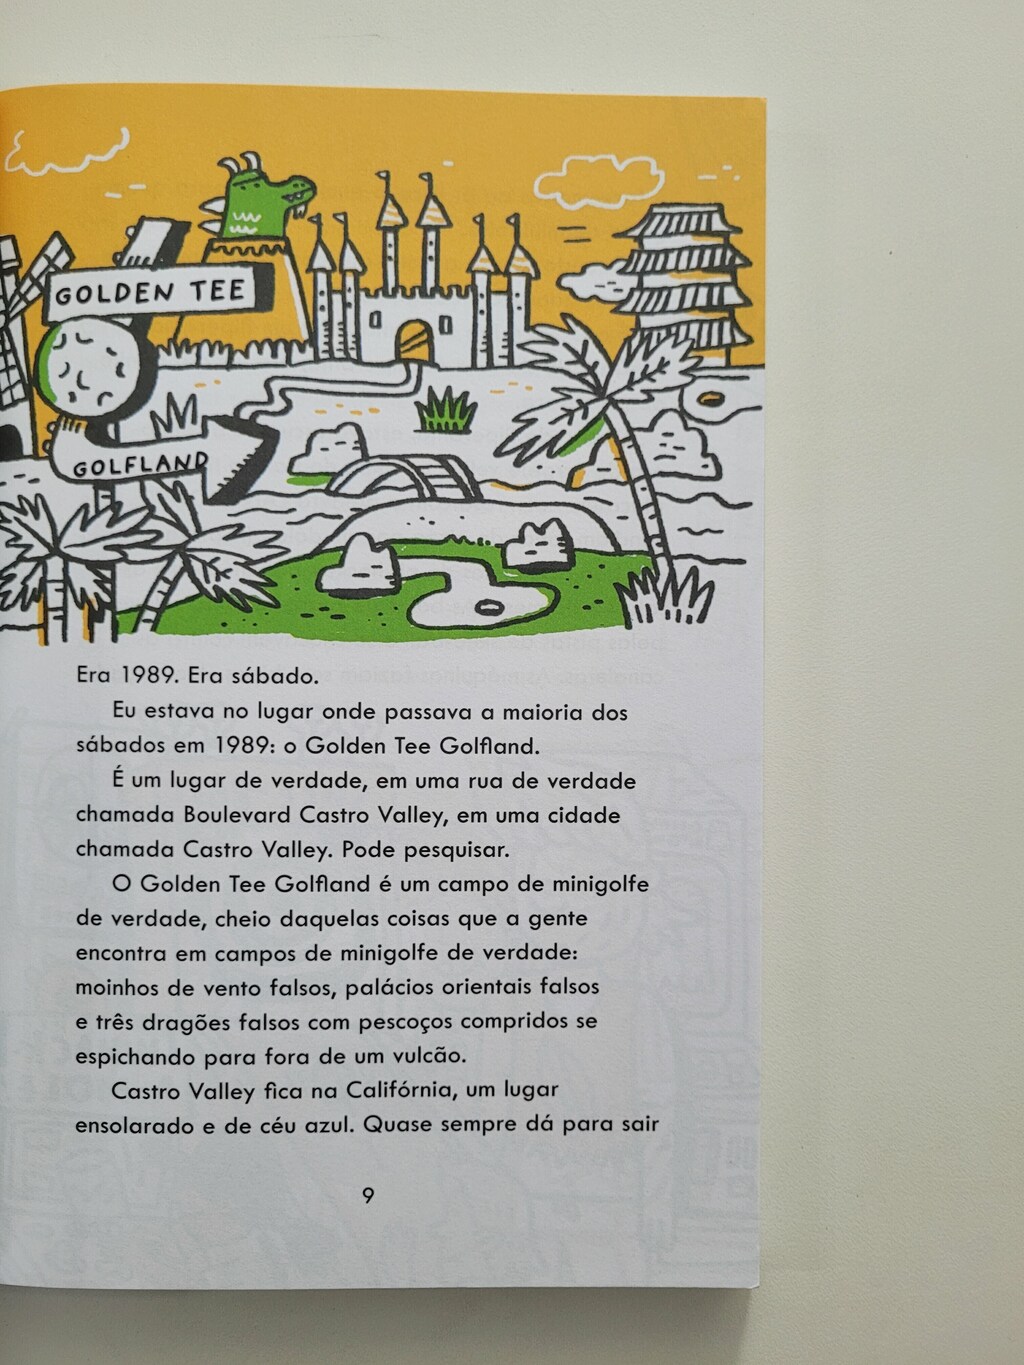 GOLDEN TEE
GOLFLAND
Era 1989. Era sábado.
Eu estava no lugar onde passava a maioria dos
sábados em 1989: o Golden Tee Golfland.
É um lugar de verdade, em uma rua de verdade
chamada Boulevard Castro Valley, em uma cidade
chamada Castro Valley. Pode pesquisar.
O Golden Tee Golfland é um campo de minigolfe
de verdade, cheio daquelas coisas que a gente
encontra em campos de minigolfe de verdade:
moinhos de vento falsos, palácios orientais falsos
e três dragões falsos com pescoços compridos se
espichando para fora de um vulcão.
Castro Valley fica na Califórnia, um lugar
ensolarado e de céu azul. Quase sempre dá para sair
9